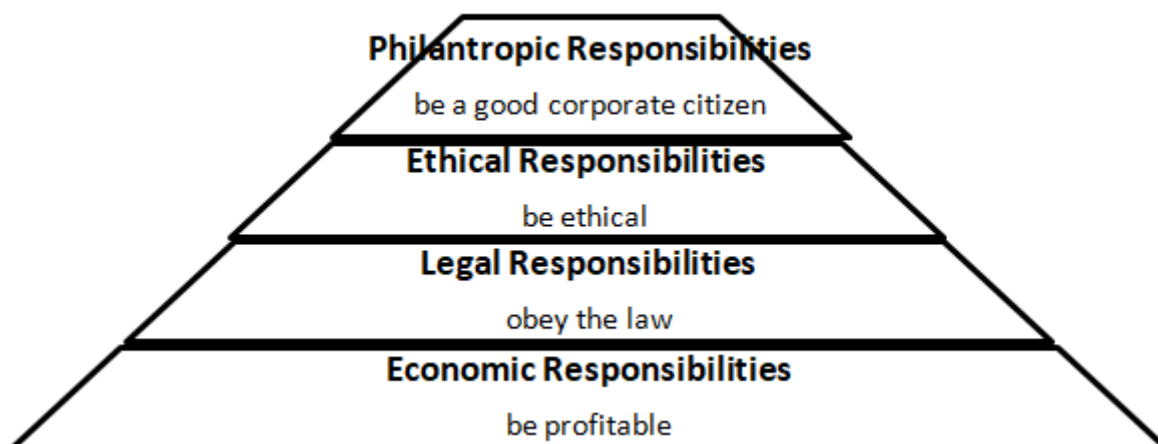 Philantropic Responsibilities
be a good corporate citizen
Ethical Responsibilities
be ethical
Legal Responsibilities
obey the law
Economic Responsibilities
be profitable